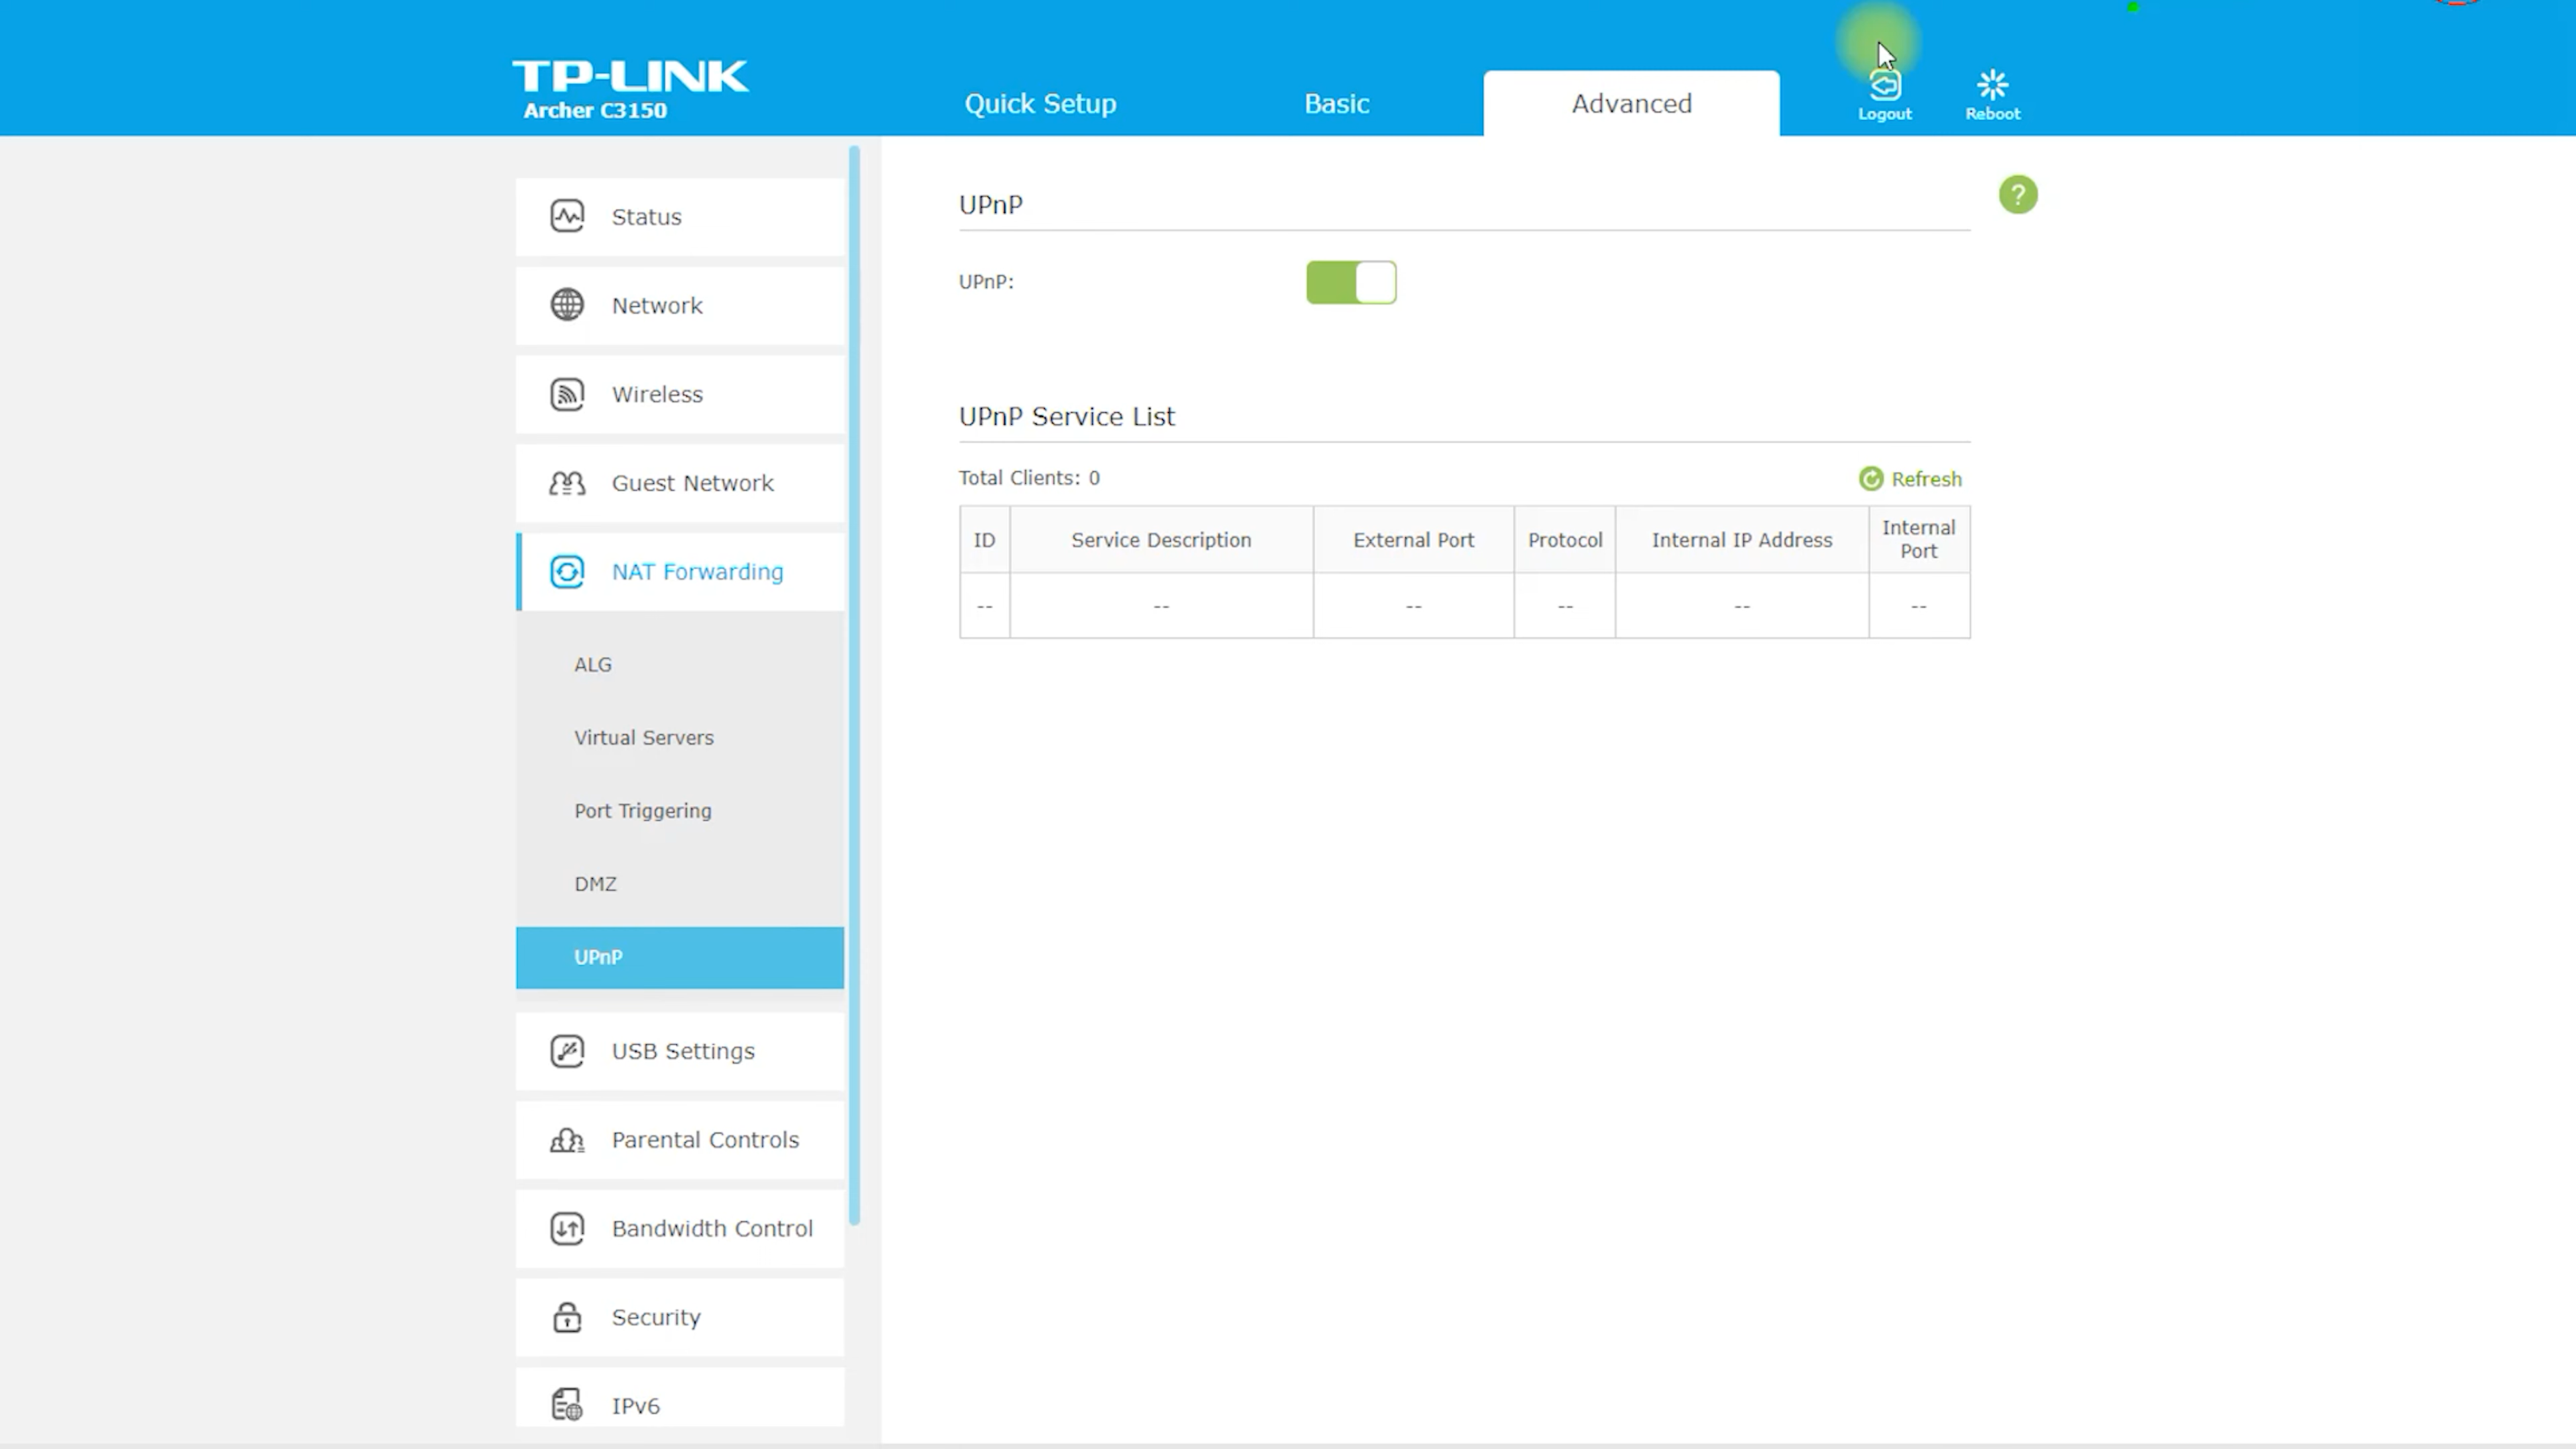 TP-LINK
Archer C3150
Quick Setup
Basic
Advanced
Logout
Reboot
Status
Network
Wireless
Guest Network
NAT Forwarding
ALG
Virtual Servers
Port Triggering
DMZ
UPnP
USB Settings
Parental Controls
Bandwidth Control
Security
IPv6
UPnP
?
UPnP:
UPnP Service List
Total Clients: 0
Refresh
ID Service Description External Port Protocol Internal IP Address Internal Port
-- -- -- -- -- --